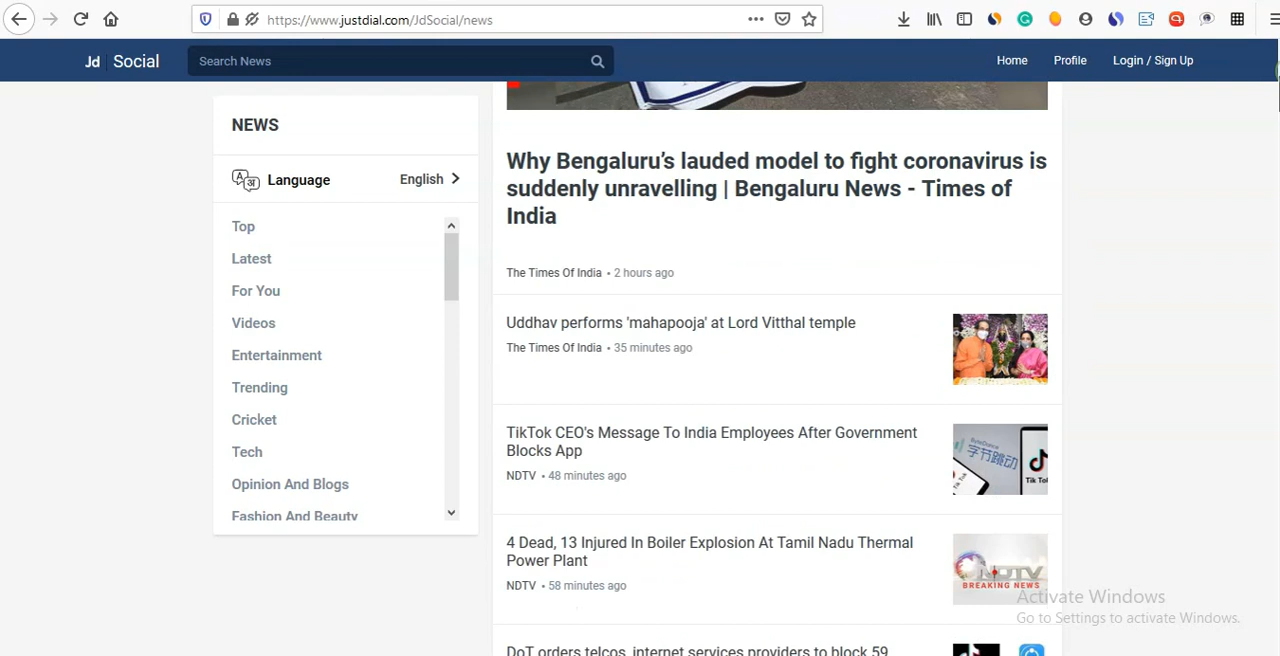 https://www.justdial.com/JdSocial/news
Jd Social
Search News
Home
Profile
Login / Sign Up
NEWS
Language
English
Top
Latest
For You
Videos
Entertainment
Trending
Cricket
Tech
Opinion And Blogs
Fashion And Beauty
Why Bengaluru's lauded model to fight coronavirus is
suddenly unravelling | Bengaluru News - Times of
India
The Times Of India • 2 hours ago
Uddhav performs 'mahapooja' at Lord Vitthal temple
The Times Of India • 35 minutes ago
TikTok CEO's Message To India Employees After Government
Blocks App
NDTV • 48 minutes ago
字节跳动
4 Dead, 13 Injured In Boiler Explosion At Tamil Nadu Thermal
Power Plant
NDTV • 58 minutes ago
NDTV
BREAKING NEWS
DoT orders telcos, internet services providers to block 59
Activate Windows
Go to Settings to activate Windows.